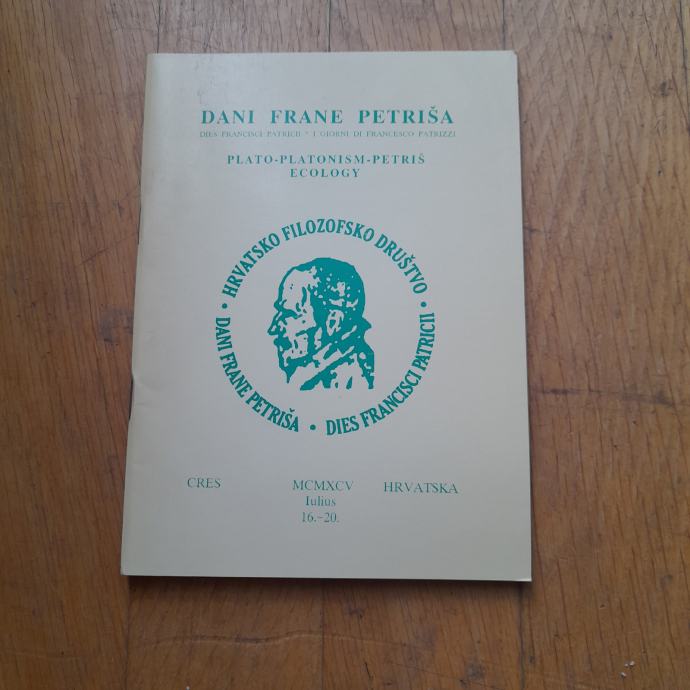 DANI FRANE PETRIŠA
DIES FRANCISCI PATRICII * I GIORNI DI FRANCESCO PATRIZZI
PLATO-PLATONISM-PETRIŠ
ECOLOGY
• HRVATSKO FILOZOFSKO DRUŠTVO •
DANI FRANE PETRIŠA • DIES FRANCISCI PATRICII
CRES MCMXCV HRVATSKA
Iulius
16.-20.